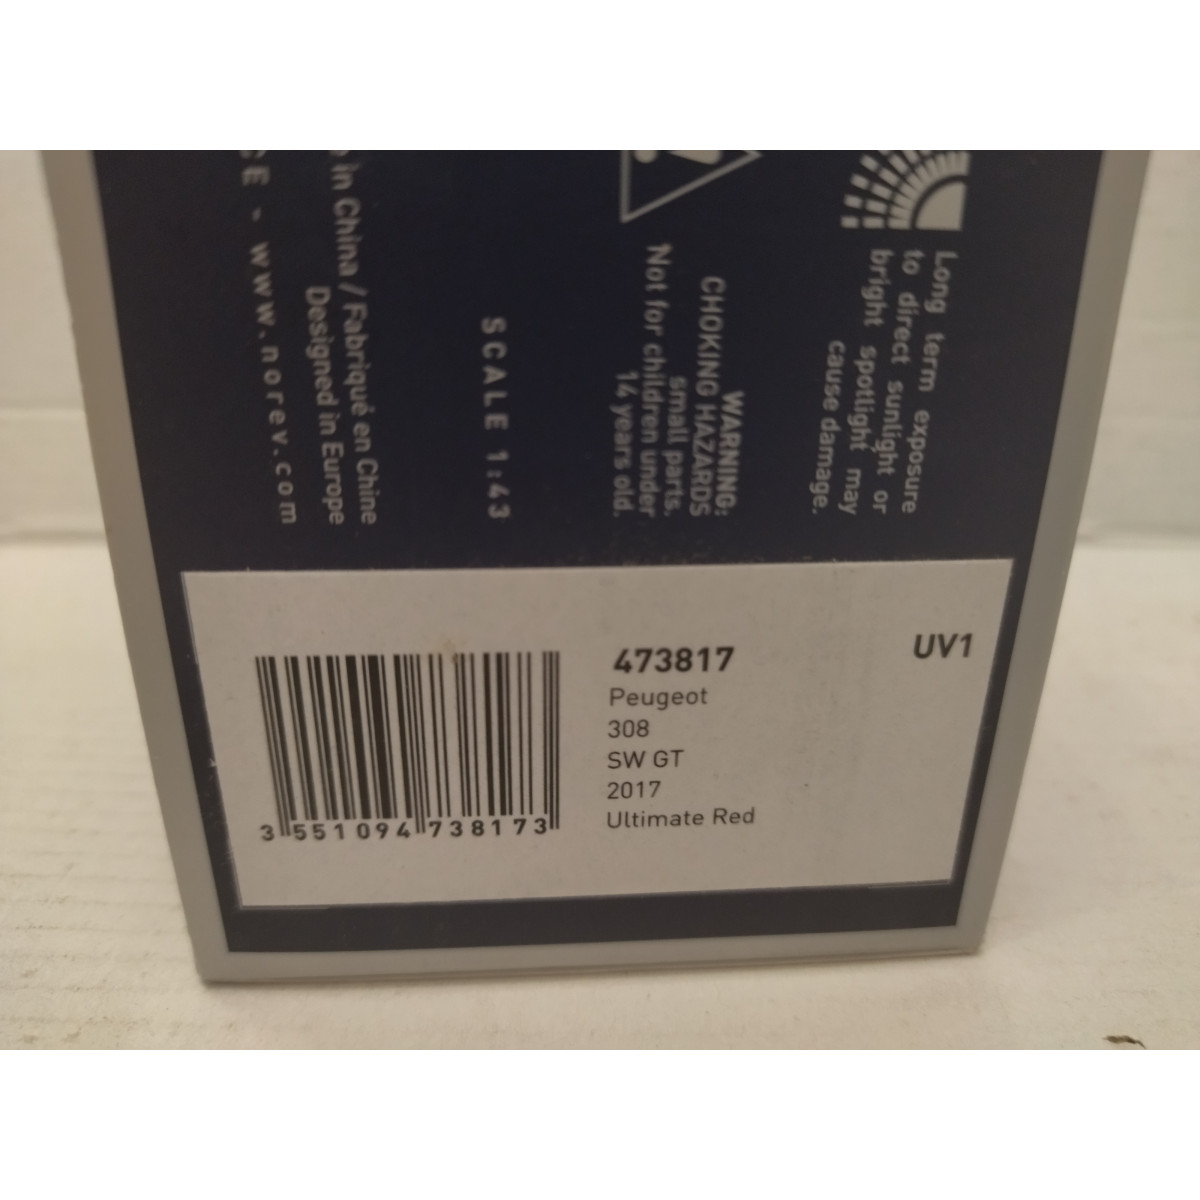 Long term exposure
to direct sunlight or
bright spotlight may
cause damage.
WARNING:
CHOKING HAZARDS
small parts.
Not for children under
14 years old.
SCALE 1:43
in China / Fabriqué en Chine
Designed in Europe
- www.norev.com
473817
UV1
Peugeot
308
SW GT
2017
Ultimate Red
3 551094 738173